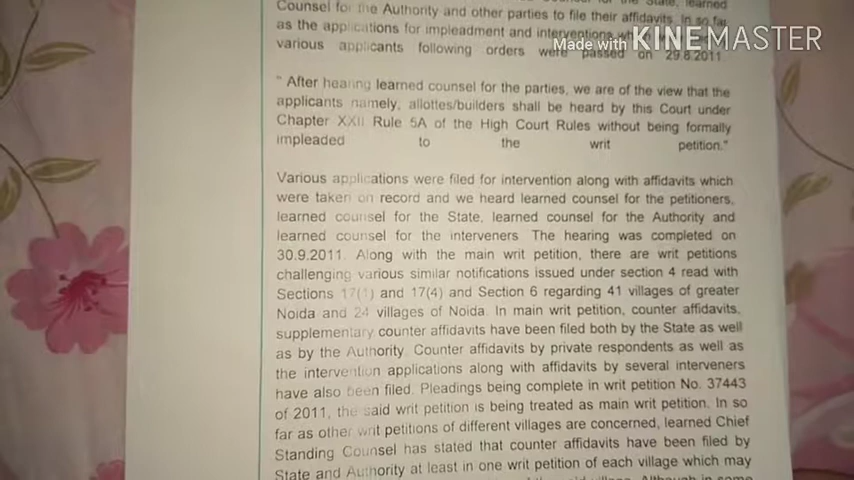 for the State, learned
Counsel for the Authority and other parties to file their affidavits. In so far
as the applications for impleadment and interventions
various applicants following orders were passed on 29.8.2011.
Made with KINEMASTER
" After hearing learned counsel for the parties, we are of the view that the
applicants namely, allottes/builders shall be heard by this Court under
Chapter XXII Rule 5A of the High Court Rules without being formally
impleaded to the writ petition."
Various applications were filed for intervention along with affidavits which
were taken on record and we heard learned counsel for the petitioners,
learned counsel for the State, learned counsel for the Authority and
learned counsel for the interveners The hearing was completed on
30.9.2011. Along with the main writ petition, there are writ petitions
challenging various similar notifications issued under section 4 read with
Sections 17(1) and 17(4) and Section 6 regarding 41 villages of greater
Noida and 24 villages of Noida. In main writ petition, counter affidavits,
supplementary counter affidavits have been filed both by the State as well
as by the Authority. Counter affidavits by private respondents as well as
the intervention applications along with affidavits by several interveners
have also been filed. Pleadings being complete in writ petition No. 37443
of 2011, the said writ petition is being treated as main writ petition. In so
far as other writ petitions of different villages are concerned, learned Chief
Standing Counsel has stated that counter affidavits have been filed by
State and Authority at least in one writ petition of each village which may